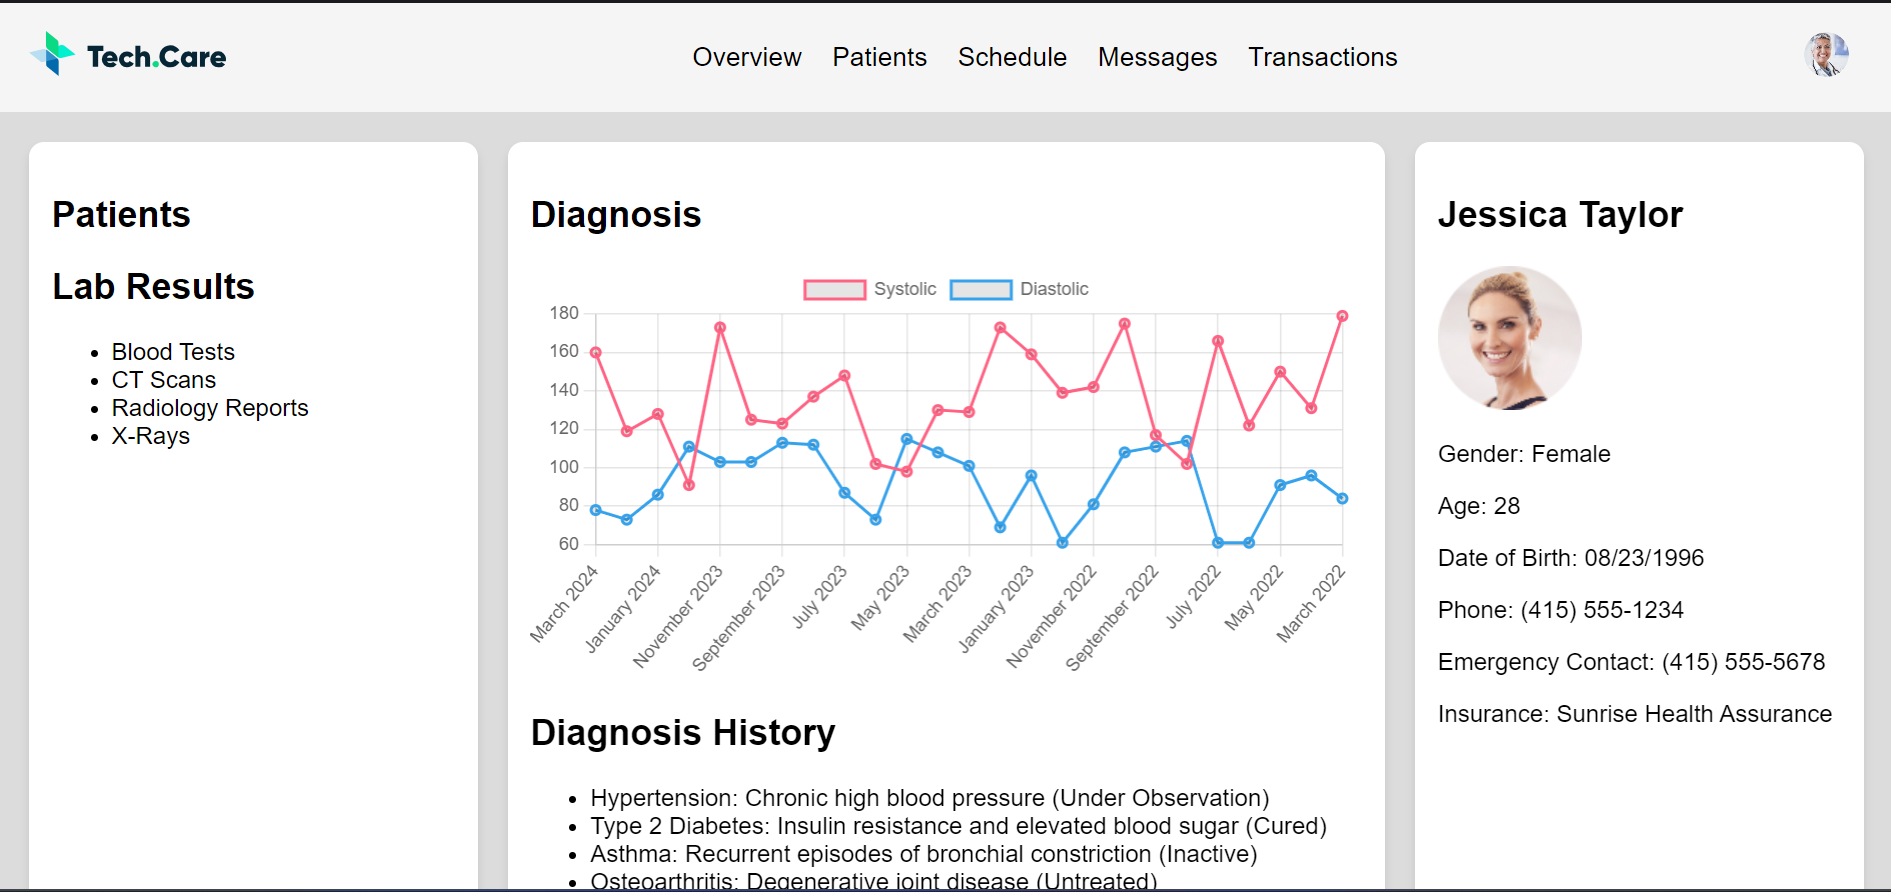 Tech.Care
Overview Patients Schedule Messages Transactions
Patients
Lab Results
Blood Tests
CT Scans
Radiology Reports
X-Rays
Diagnosis
Systolic Diastolic
180
160
140
120
100
80
60
March 2024 January 2024 November 2023 September 2023 July 2023 May 2023 March 2023 January 2023 November 2022 September 2022 July 2022 May 2022 March 2022
Diagnosis History
Hypertension: Chronic high blood pressure (Under Observation)
Type 2 Diabetes: Insulin resistance and elevated blood sugar (Cured)
Asthma: Recurrent episodes of bronchial constriction (Inactive)
Osteoarthritis: Degenerative joint disease (Untreated)
Jessica Taylor
Gender: Female
Age: 28
Date of Birth: 08/23/1996
Phone: (415) 555-1234
Emergency Contact: (415) 555-5678
Insurance: Sunrise Health Assurance